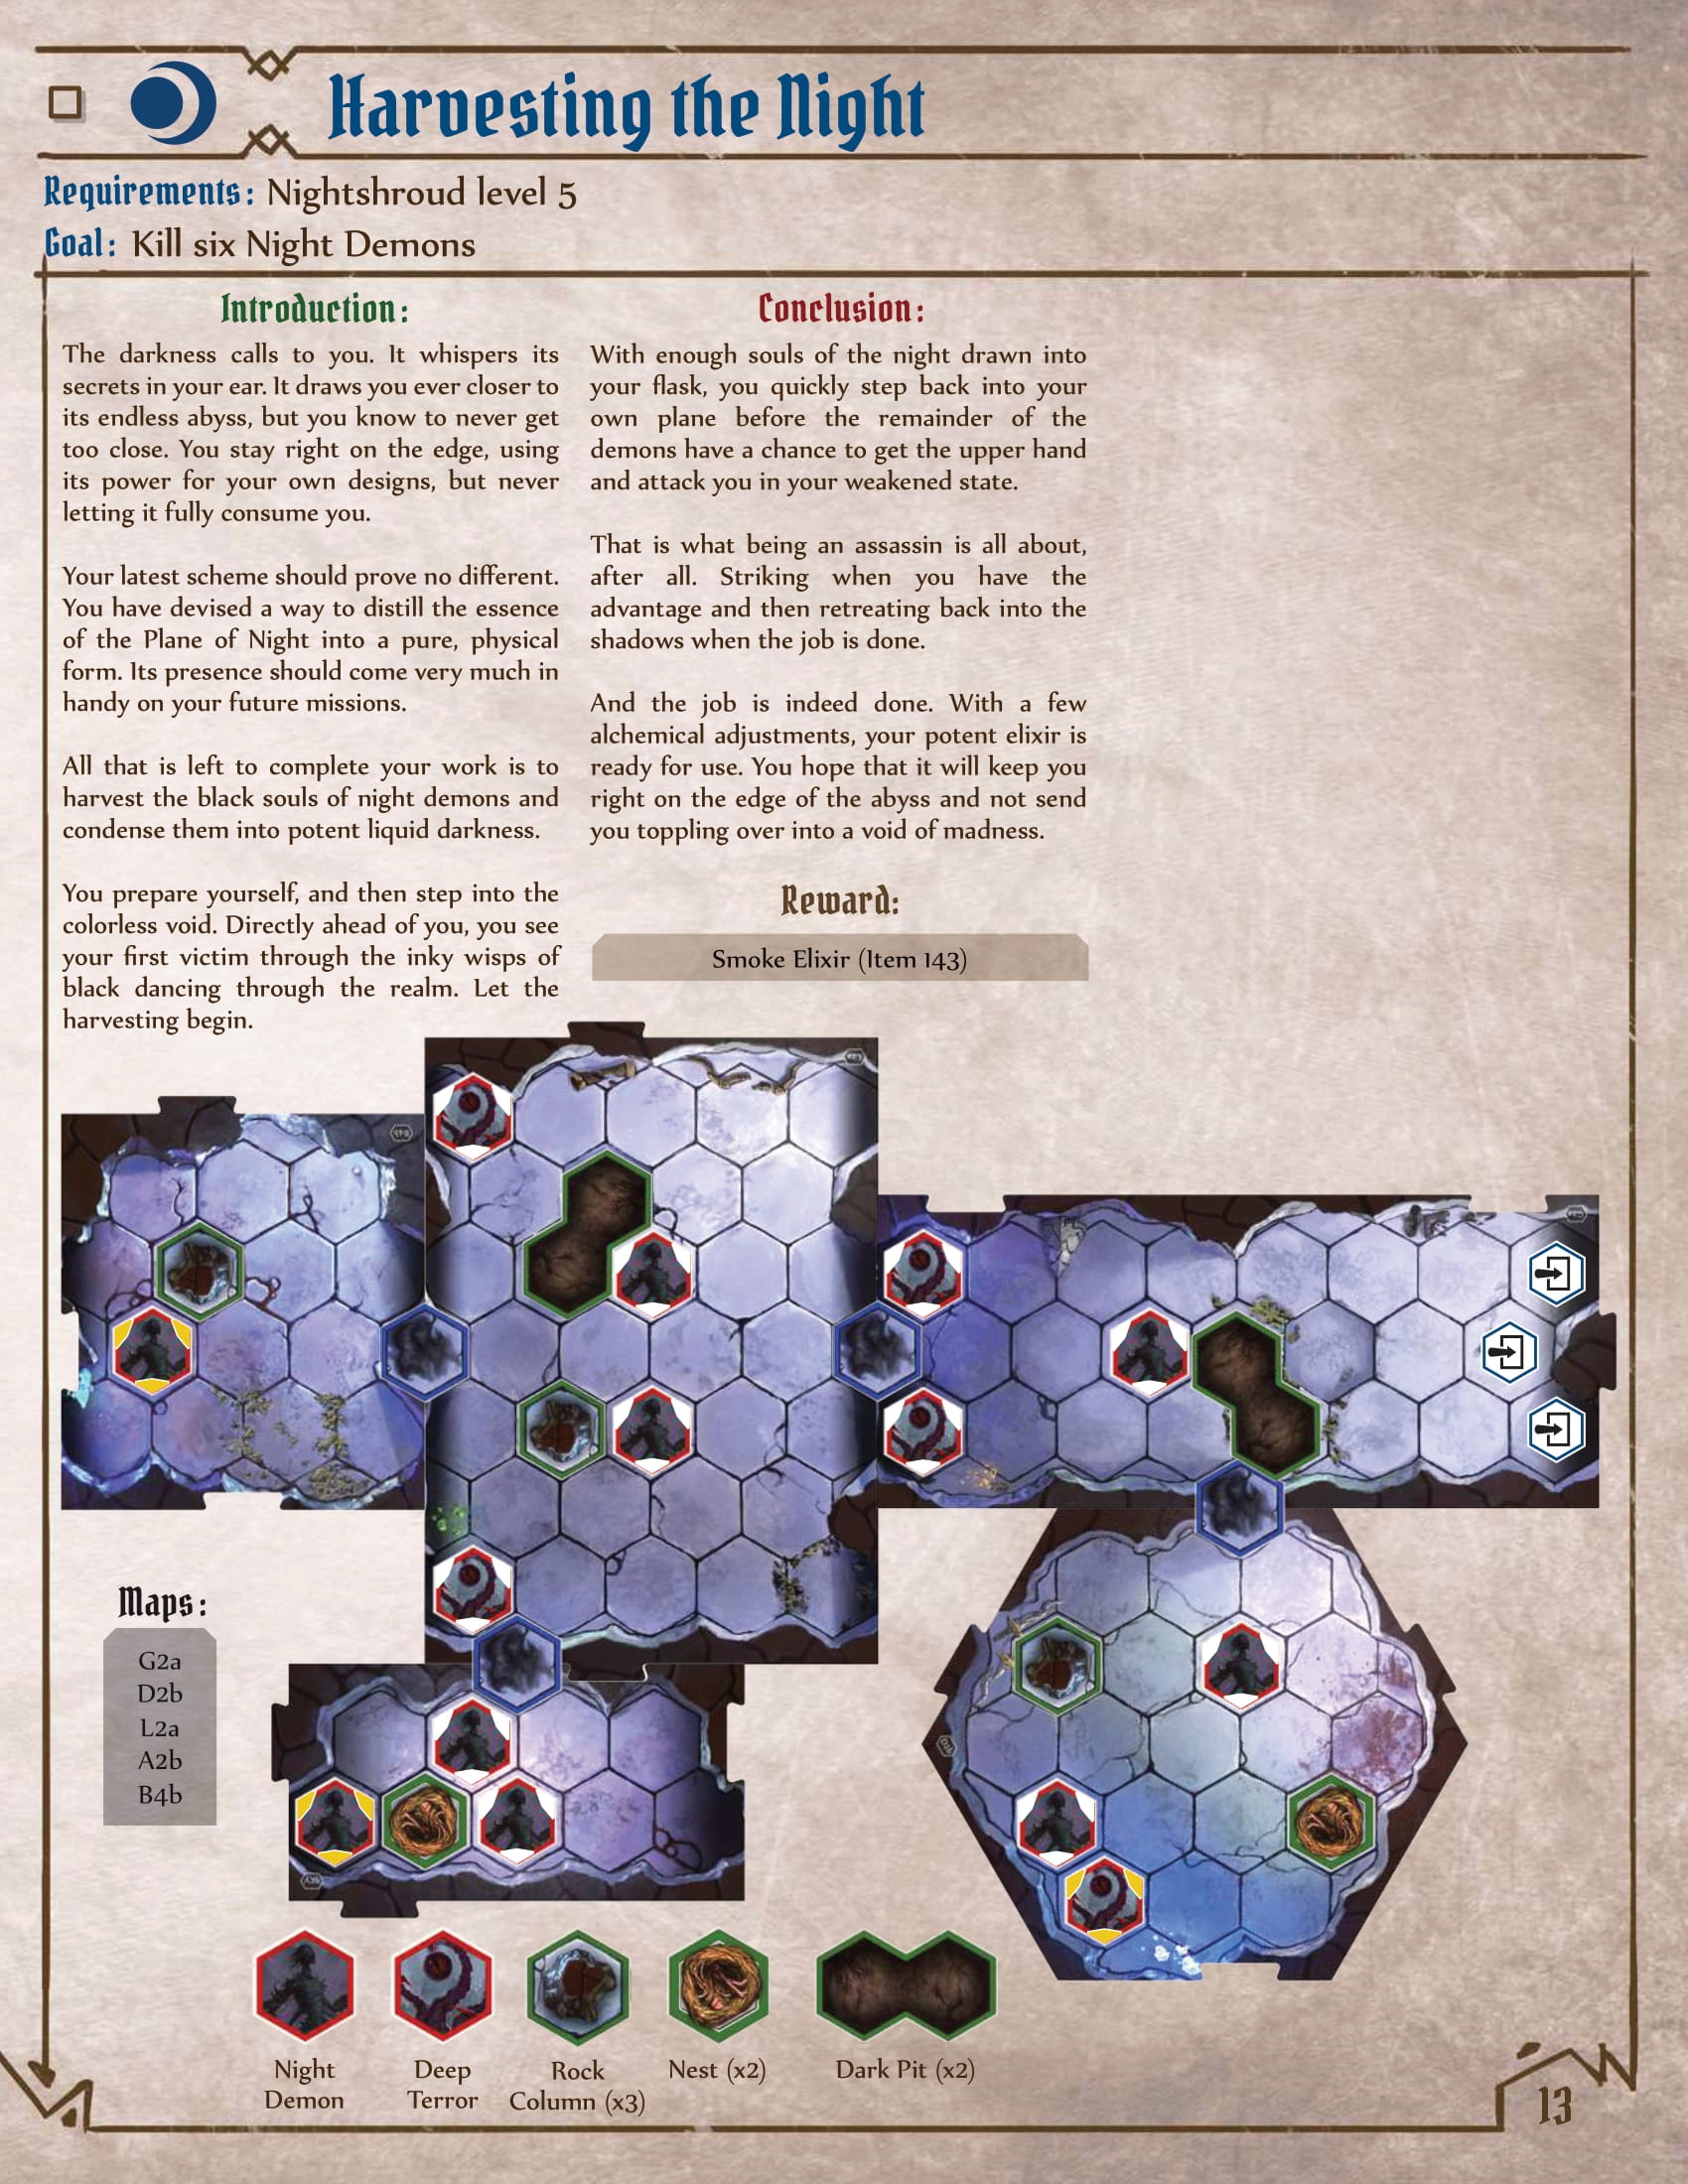 Harvesting the Night
Requirements: Nightshroud level 5
Goal: Kill six Night Demons
Introduction:
The darkness calls to you. It whispers its
secrets in your ear. It draws you ever closer to
its endless abyss, but you know to never get
too close. You stay right on the edge, using
its power for your own designs, but never
letting it fully consume you.
Your latest scheme should prove no different.
You have devised a way to distill the essence
of the Plane of Night into a pure, physical
form. Its presence should come very much in
handy on your future missions.
All that is left to complete your work is to
harvest the black souls of night demons and
condense them into potent liquid darkness.
You prepare yourself, and then step into the
colorless void. Directly ahead of you, you see
your first victim through the inky wisps of
black dancing through the realm. Let the
harvesting begin.
Conclusion:
With enough souls of the night drawn into
your flask, you quickly step back into your
own plane before the remainder of the
demons have a chance to get the upper hand
and attack you in your weakened state.
That is what being an assassin is all about,
after all. Striking when you have the
advantage and then retreating back into the
shadows when the job is done.
And the job is indeed done. With a few
alchemical adjustments, your potent elixir is
ready for use. You hope that it will keep you
right on the edge of the abyss and not send
you toppling over into a void of madness.
Reward:
Smoke Elixir (Item 143)
Maps:
G2a
D2b
L2a
A2b
B4b
Night
Demon
Deep
Terror
Rock
Column (x3)
Nest (x2)
Dark Pit (x2)
13